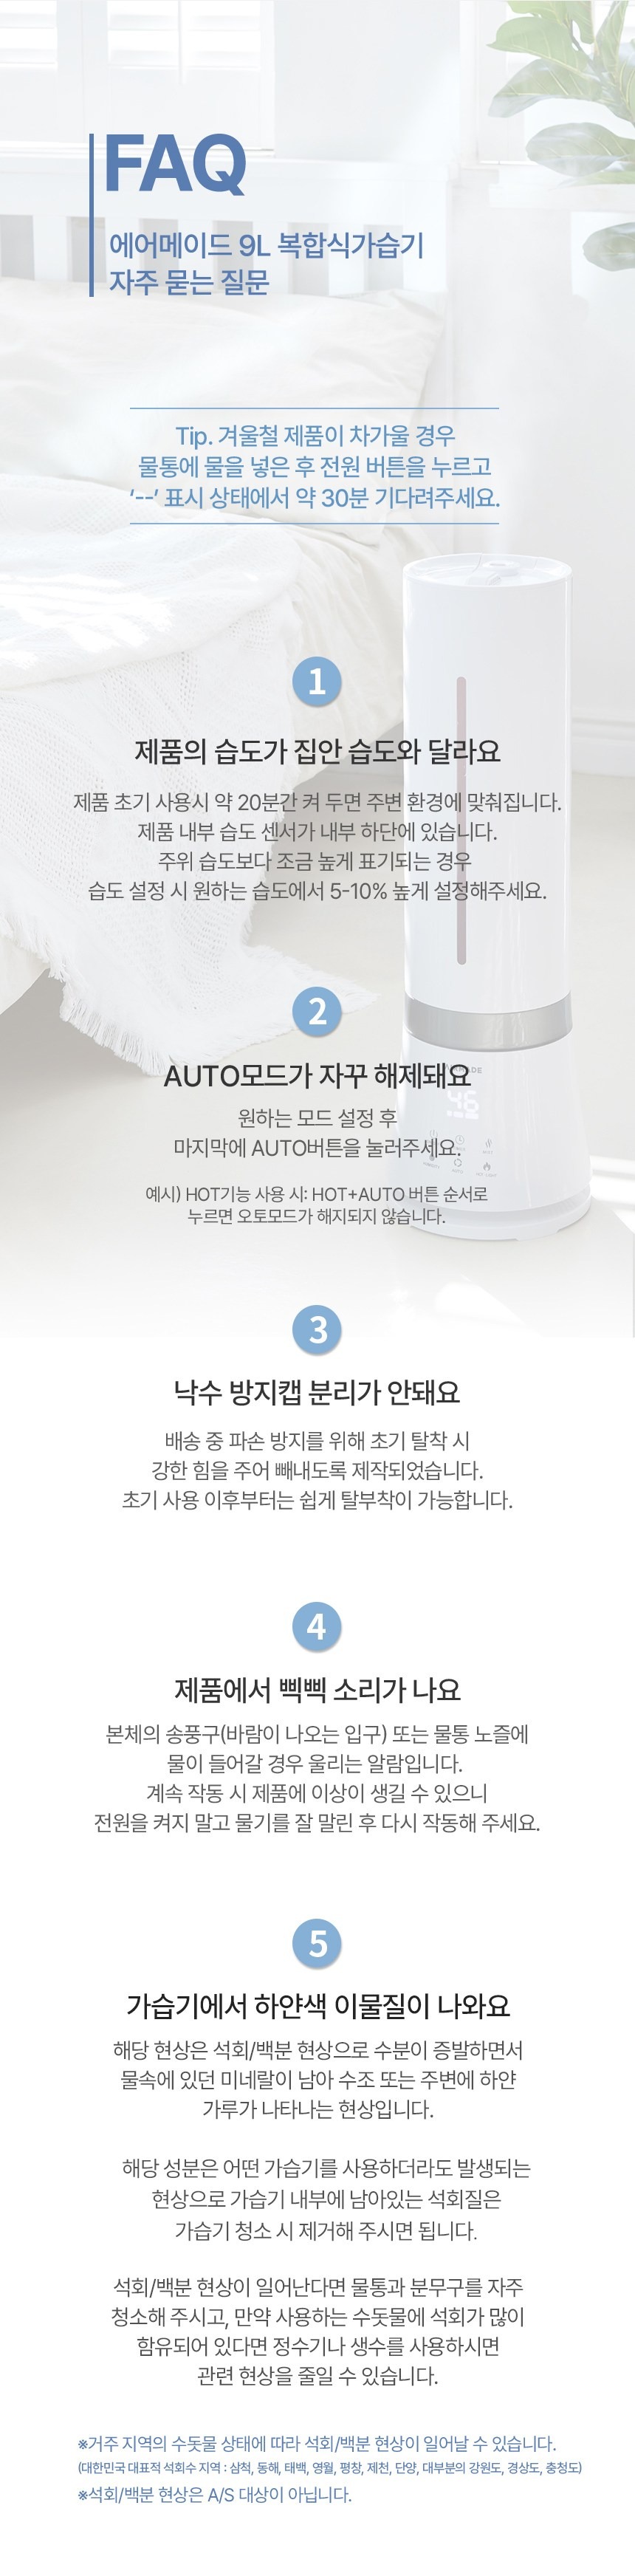 FAQ
에어메이드 9L 복합식가습기
자주 묻는 질문
Tip. 겨울철 제품이 차가울 경우
물통에 물을 넣은 후 전원 버튼을 누르고
'--' 표시 상태에서 약 30분 기다려주세요.
1
제품의 습도가 집안 습도와 달라요
제품 초기 사용시 약 20분간 켜 두면 주변 환경에 맞춰집니다.
제품 내부 습도 센서가 내부 하단에 있습니다.
주위 습도보다 조금 높게 표기되는 경우
습도 설정 시 원하는 습도에서 5-10% 높게 설정해주세요.
2
AUTO모드가 자꾸 해제돼요
46
원하는 모드 설정 후
마지막에 AUTO버튼을 눌러주세요.
예시) HOT기능 사용 시: HOT+AUTO 버튼 순서로
누르면 오토모드가 해지되지 않습니다.
3
낙수 방지캡 분리가 안돼요
배송 중 파손 방지를 위해 초기 탈착 시
강한 힘을 주어 빼내도록 제작되었습니다.
초기 사용 이후부터는 쉽게 탈부착이 가능합니다.
4
제품에서 삑삑 소리가 나요
본체의 송풍구(바람이 나오는 입구) 또는 물통 노즐에
물이 들어갈 경우 울리는 알람입니다.
계속 작동 시 제품에 이상이 생길 수 있으니
전원을 켜지 말고 물기를 잘 말린 후 다시 작동해 주세요.
5
가습기에서 하얀색 이물질이 나와요
해당 현상은 석회/백분 현상으로 수분이 증발하면서
물속에 있던 미네랄이 남아 수조 또는 주변에 하얀
가루가 나타나는 현상입니다.
해당 성분은 어떤 가습기를 사용하더라도 발생되는
현상으로 가습기 내부에 남아있는 석회질은
가습기 청소 시 제거해 주시면 됩니다.
석회/백분 현상이 일어난다면 물통과 분무구를 자주
청소해 주시고, 만약 사용하는 수돗물에 석회가 많이
함유되어 있다면 정수기나 생수를 사용하시면
관련 현상을 줄일 수 있습니다.
※거주 지역의 수돗물 상태에 따라 석회/백분 현상이 일어날 수 있습니다.
(대한민국 대표적 석회수 지역 : 삼척, 동해, 태백, 영월, 평창, 제천, 단양, 대부분의 강원도, 경상도, 충청도)
※석회/백분 현상은 A/S 대상이 아닙니다.